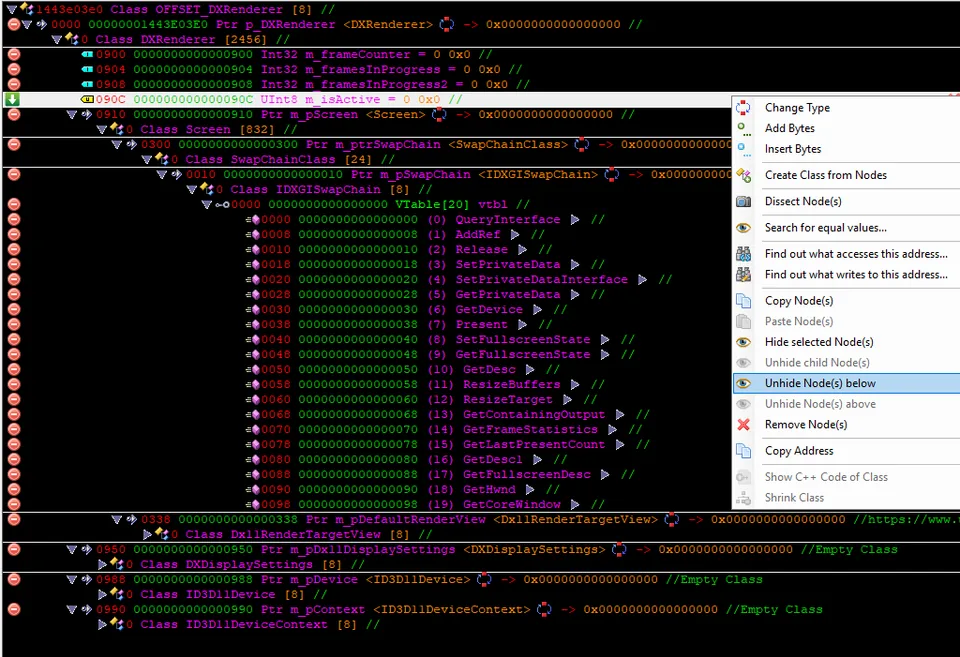 1443e03e0 Class OFFSET_DXRenderer [8] //
0000 00000001443E03E0 Ptr p_DXRenderer <DXRenderer> -> 0x0000000000000000 //
0 Class DXRenderer [2456] //
0900 0000000000000900 Int32 m_frameCounter = 0 0x0 //
0904 0000000000000904 Int32 m_framesInProgress = 0 0x0 //
0908 0000000000000908 Int32 m_framesInProgress2 = 0 0x0 //
090C 000000000000090C UInt8 m_isActive = 0 0x0 //
0910 0000000000000910 Ptr m_pScreen <Screen> -> 0x0000000000000000 //
0 Class Screen [832] //
0300 0000000000000300 Ptr m_ptrSwapChain <SwapChainClass> -> 0x000000000
0 Class SwapChainClass [24] //
0010 0000000000000010 Ptr m_pSwapChain <IDXGISwapChain> -> 0x00000
0 Class IDXGISwapChain [8] //
0000 0000000000000000 VTable[20] vtbl //
0000 0000000000000000 (0) QueryInterface //
0008 0000000000000008 (1) AddRef //
0010 0000000000000010 (2) Release //
0018 0000000000000018 (3) SetPrivateData //
0020 0000000000000020 (4) SetPrivateDataInterface //
0028 0000000000000028 (5) GetPrivateData //
0030 0000000000000030 (6) GetDevice //
0038 0000000000000038 (7) Present //
0040 0000000000000040 (8) SetFullscreenState //
0048 0000000000000048 (9) GetFullscreenState //
0050 0000000000000050 (10) GetDesc //
0058 0000000000000058 (11) ResizeBuffers //
0060 0000000000000060 (12) ResizeTarget //
0068 0000000000000068 (13) GetContainingOutput //
0070 0000000000000070 (14) GetFrameStatistics //
0078 0000000000000078 (15) GetLastPresentCount //
0080 0000000000000080 (16) GetDesc1 //
0088 0000000000000088 (17) GetFullscreenDesc //
0090 0000000000000090 (18) GetHwnd //
0098 0000000000000098 (19) GetCoreWindow //
0338 0000000000000338 Ptr m_pDefaultRenderView <Dx11RenderTargetView> -> 0x0000000000000000 //https://www.
0 Class Dx11RenderTargetView [8] //
0950 0000000000000950 Ptr m_pDx11DisplaySettings <DXDisplaySettings> -> 0x0000000000000000 //Empty Class
0 Class DXDisplaySettings [8] //
0988 0000000000000988 Ptr m_pDevice <ID3D11Device> -> 0x0000000000000000 //Empty Class
0 Class ID3D11Device [8] //
0990 0000000000000990 Ptr m_pContext <ID3D11DeviceContext> -> 0x0000000000000000 //Empty Class
0 Class ID3D11DeviceContext [8] //
Change Type
Add Bytes
Insert Bytes
Create Class from Nodes
Dissect Node(s)
Search for equal values...
Find out what accesses this address...
Find out what writes to this address...
Copy Node(s)
Paste Node(s)
Hide selected Node(s)
Unhide child Node(s)
Unhide Node(s) below
Unhide Node(s) above
Remove Node(s)
Copy Address
Show C++ Code of Class
Shrink Class